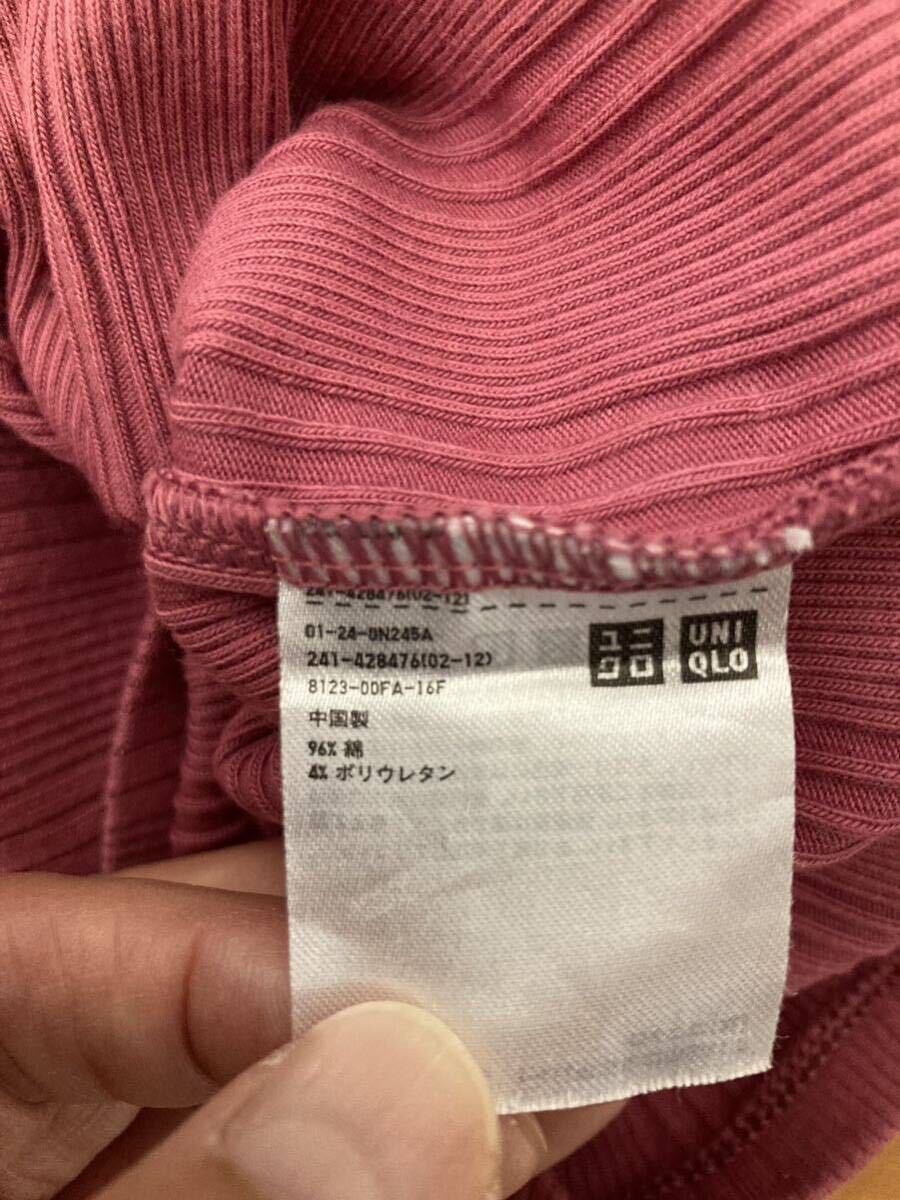 241-428476(02-12)
01-24-0N245A
241-428476(02-12)
8123-00FA-16F
中国製
96% 綿
4% ポリウレタン
ユニ
クロ
UNI
QLO